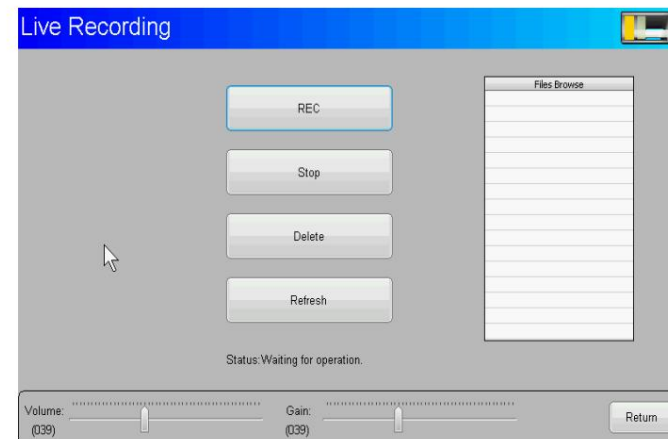 Live Recording
Files Browse
REC
Stop
Delete
Refresh
Status:Waiting for operation.
Volume:
(039)
Gain:
(039)
Return